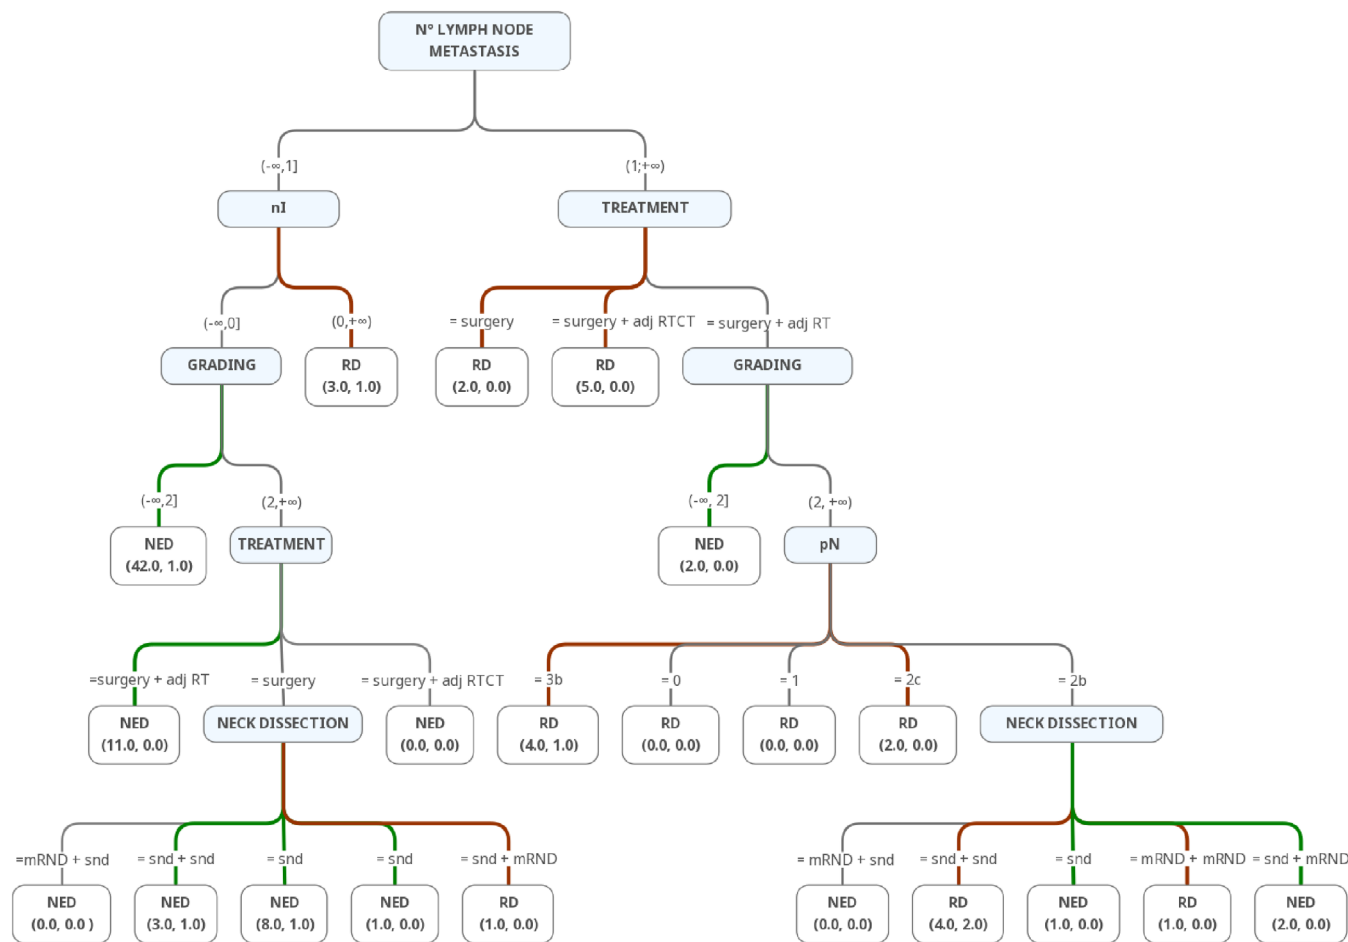 N° LYMPH NODE
METASTASIS
(-∞,1]
(1;+∞)
nI
TREATMENT
(-∞,0]
(0,+∞)
= surgery
= surgery + adj RTCT
= surgery + adj RT
GRADING
RD
(3.0, 1.0)
RD
(2.0, 0.0)
RD
(5.0, 0.0)
GRADING
(-∞,2]
(2,+∞)
(-∞, 2]
(2, +∞)
NED
(42.0, 1.0)
TREATMENT
NED
(2.0, 0.0)
pN
=surgery + adj RT
= surgery
= surgery + adj RTCT
= 3b
= 0
= 1
= 2c
= 2b
NED
(11.0, 0.0)
NECK DISSECTION
NED
(0.0, 0.0)
RD
(4.0, 1.0)
RD
(0.0, 0.0)
RD
(0.0, 0.0)
RD
(2.0, 0.0)
NECK DISSECTION
=mRND + snd
= snd + snd
= snd
= snd
= snd + mRND
= mRND + snd
= snd + snd
= snd
= mRND + mRND
= snd + mRND
NED
(0.0, 0.0 )
NED
(3.0, 1.0)
NED
(8.0, 1.0)
NED
(1.0, 0.0)
RD
(1.0, 0.0)
NED
(0.0, 0.0)
RD
(4.0, 2.0)
NED
(1.0, 0.0)
RD
(1.0, 0.0)
NED
(2.0, 0.0)